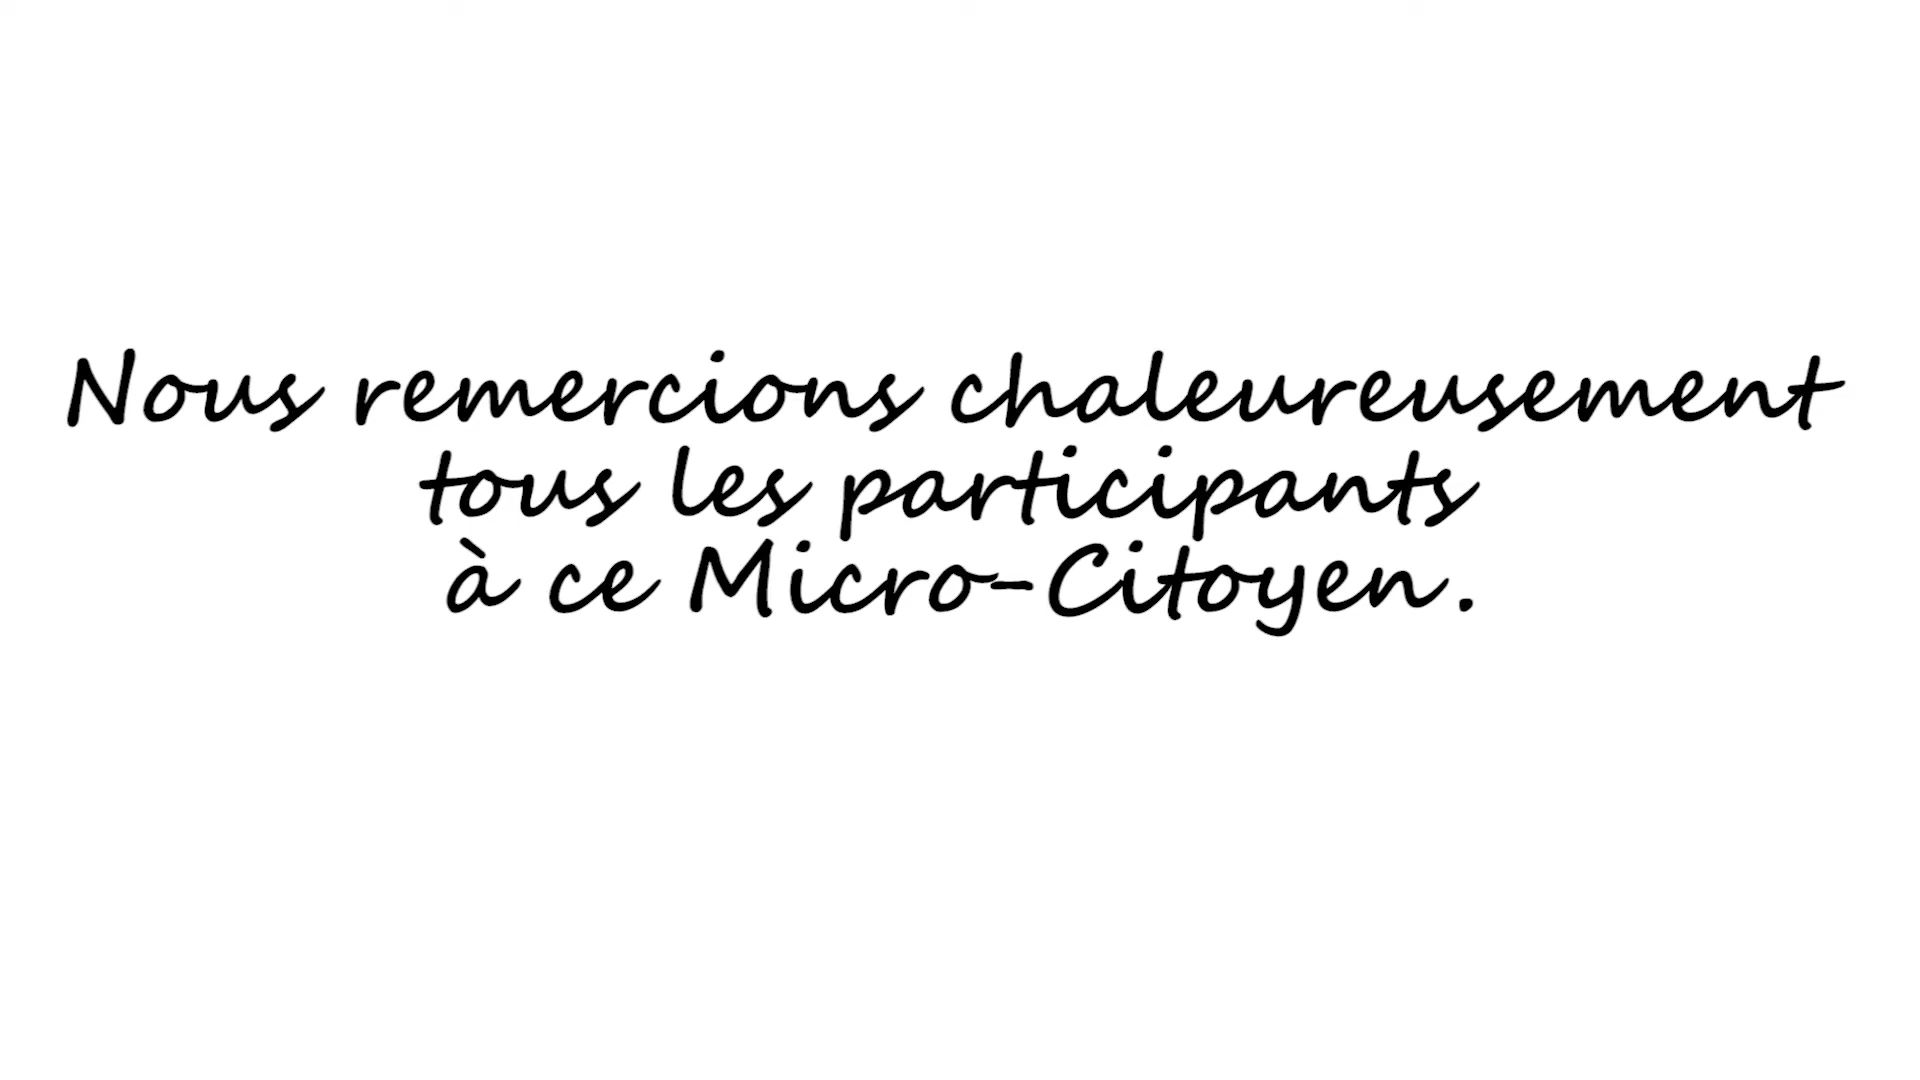 Nous remercions chaleureusement
tous les participants
à ce Micro-Citoyen.